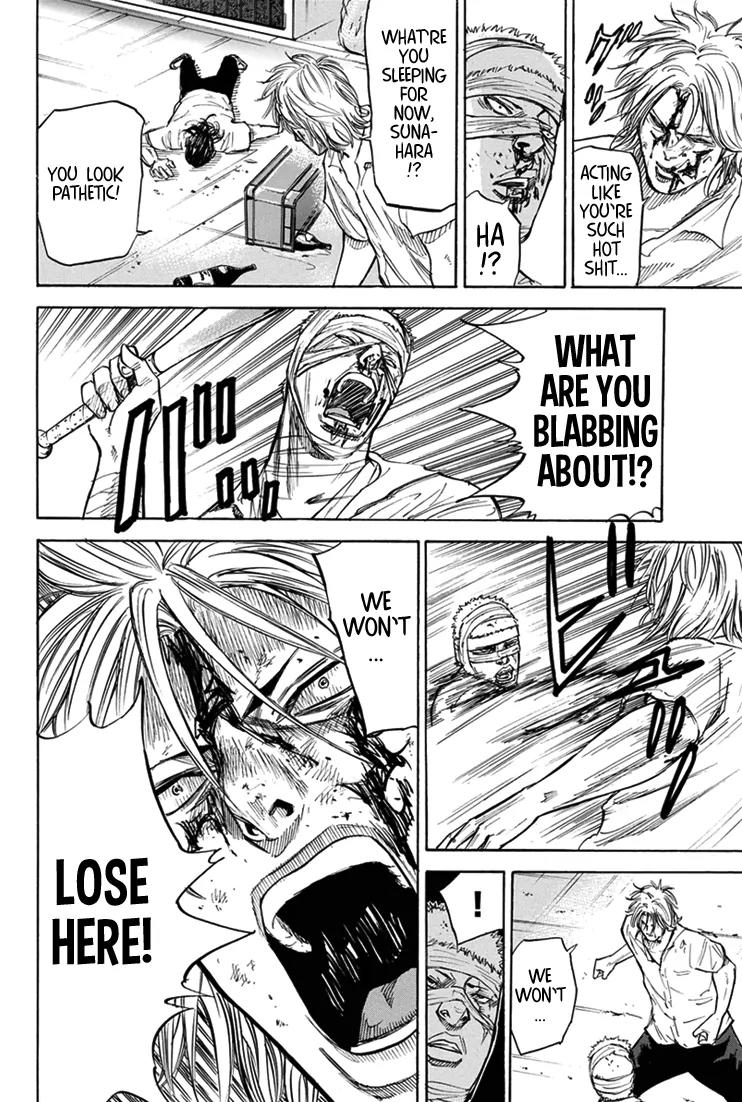 ACTING
LIKE
YOU'RE
SUCH
HOT
SHIT...
HA
!?
WHAT'RE
YOU
SLEEPING
FOR
NOW,
SUNA-
HARA
!?
YOU LOOK
PATHETIC!
WHAT
ARE YOU
BLABBING
ABOUT!?
WE
WON'T
...
!
WE
WON'T
...
LOSE
HERE!